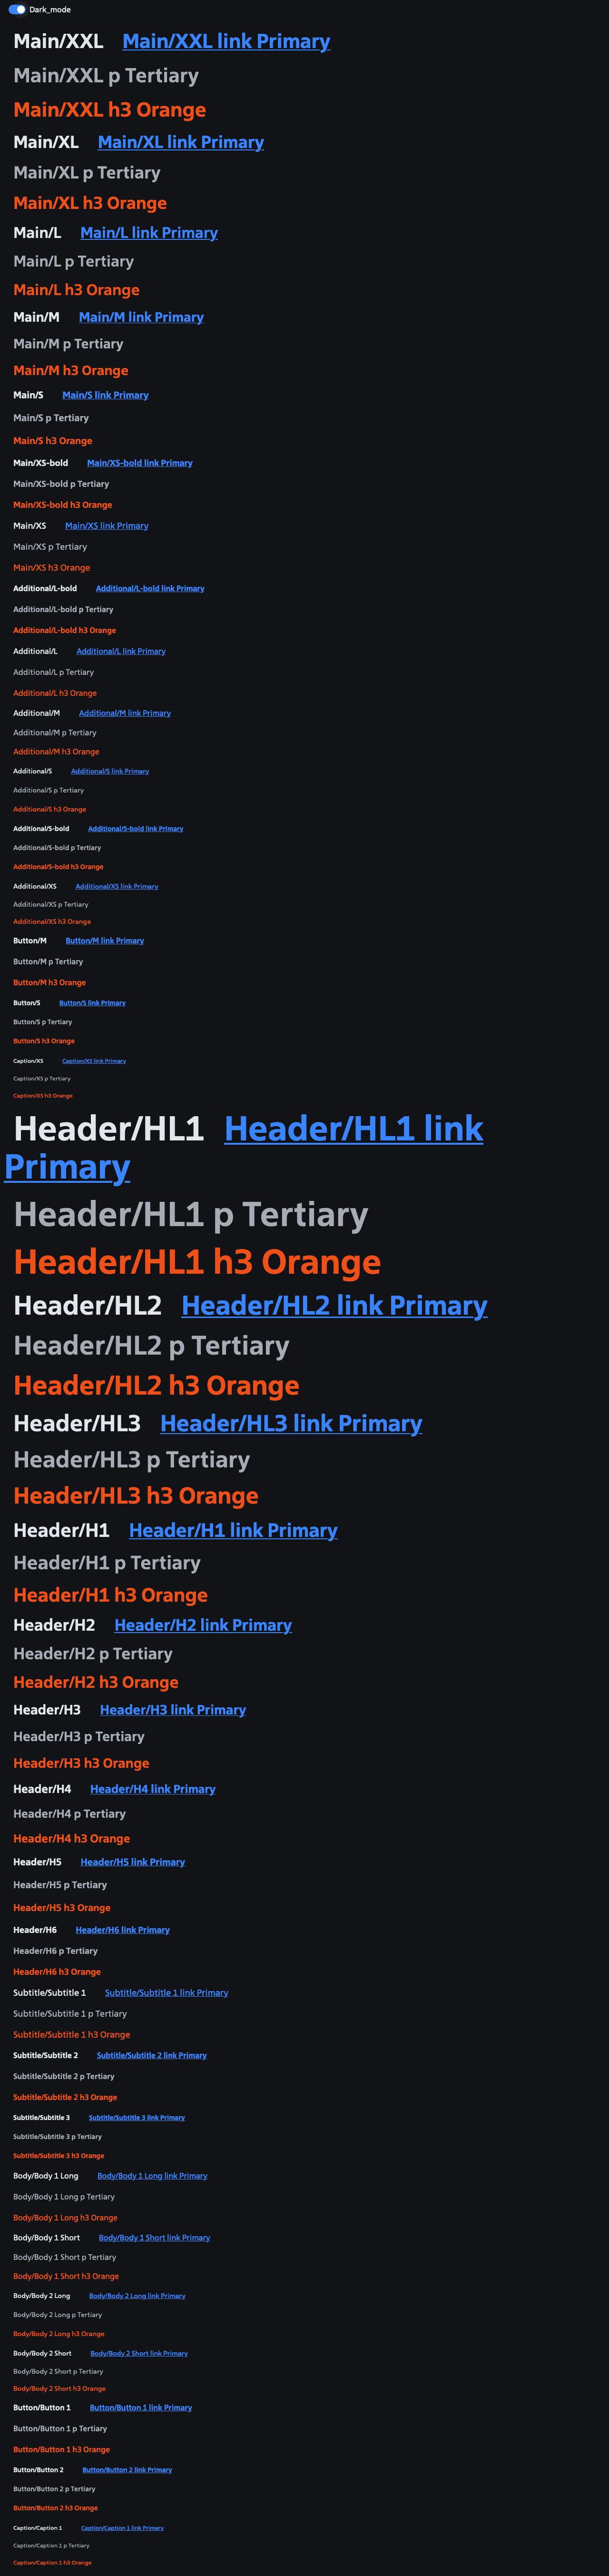 Dark_mode
Main/XXL Main/XXL link Primary
Main/XXL p Tertiary
Main/XXL h3 Orange
Main/XL Main/XL link Primary
Main/XL p Tertiary
Main/XL h3 Orange
Main/L Main/L link Primary
Main/L p Tertiary
Main/L h3 Orange
Main/M Main/M link Primary
Main/M p Tertiary
Main/M h3 Orange
Main/S Main/S link Primary
Main/S p Tertiary
Main/S h3 Orange
Main/XS-bold Main/XS-bold link Primary
Main/XS-bold p Tertiary
Main/XS-bold h3 Orange
Main/XS Main/XS link Primary
Main/XS p Tertiary
Main/XS h3 Orange
Additional/L-bold Additional/L-bold link Primary
Additional/L-bold p Tertiary
Additional/L-bold h3 Orange
Additional/L Additional/L link Primary
Additional/L p Tertiary
Additional/L h3 Orange
Additional/M Additional/M link Primary
Additional/M p Tertiary
Additional/M h3 Orange
Additional/S Additional/S link Primary
Additional/S p Tertiary
Additional/S h3 Orange
Additional/S-bold Additional/S-bold link Primary
Additional/S-bold p Tertiary
Additional/S-bold h3 Orange
Additional/XS Additional/XS link Primary
Additional/XS p Tertiary
Additional/XS h3 Orange
Button/M Button/M link Primary
Button/M p Tertiary
Button/M h3 Orange
Button/S Button/S link Primary
Button/S p Tertiary
Button/S h3 Orange
Caption/XS Caption/XS link Primary
Caption/XS p Tertiary
Caption/XS h3 Orange
Header/HL1 Header/HL1 link
Primary
Header/HL1 p Tertiary
Header/HL1 h3 Orange
Header/HL2 Header/HL2 link Primary
Header/HL2 p Tertiary
Header/HL2 h3 Orange
Header/HL3 Header/HL3 link Primary
Header/HL3 p Tertiary
Header/HL3 h3 Orange
Header/H1 Header/H1 link Primary
Header/H1 p Tertiary
Header/H1 h3 Orange
Header/H2 Header/H2 link Primary
Header/H2 p Tertiary
Header/H2 h3 Orange
Header/H3 Header/H3 link Primary
Header/H3 p Tertiary
Header/H3 h3 Orange
Header/H4 Header/H4 link Primary
Header/H4 p Tertiary
Header/H4 h3 Orange
Header/H5 Header/H5 link Primary
Header/H5 p Tertiary
Header/H5 h3 Orange
Header/H6 Header/H6 link Primary
Header/H6 p Tertiary
Header/H6 h3 Orange
Subtitle/Subtitle 1 Subtitle/Subtitle 1 link Primary
Subtitle/Subtitle 1 p Tertiary
Subtitle/Subtitle 1 h3 Orange
Subtitle/Subtitle 2 Subtitle/Subtitle 2 link Primary
Subtitle/Subtitle 2 p Tertiary
Subtitle/Subtitle 2 h3 Orange
Subtitle/Subtitle 3 Subtitle/Subtitle 3 link Primary
Subtitle/Subtitle 3 p Tertiary
Subtitle/Subtitle 3 h3 Orange
Body/Body 1 Long Body/Body 1 Long link Primary
Body/Body 1 Long p Tertiary
Body/Body 1 Long h3 Orange
Body/Body 1 Short Body/Body 1 Short link Primary
Body/Body 1 Short p Tertiary
Body/Body 1 Short h3 Orange
Body/Body 2 Long Body/Body 2 Long link Primary
Body/Body 2 Long p Tertiary
Body/Body 2 Long h3 Orange
Body/Body 2 Short Body/Body 2 Short link Primary
Body/Body 2 Short p Tertiary
Body/Body 2 Short h3 Orange
Button/Button 1 Button/Button 1 link Primary
Button/Button 1 p Tertiary
Button/Button 1 h3 Orange
Button/Button 2 Button/Button 2 link Primary
Button/Button 2 p Tertiary
Button/Button 2 h3 Orange
Caption/Caption 1 Caption/Caption 1 link Primary
Caption/Caption 1 p Tertiary
Caption/Caption 1 h3 Orange